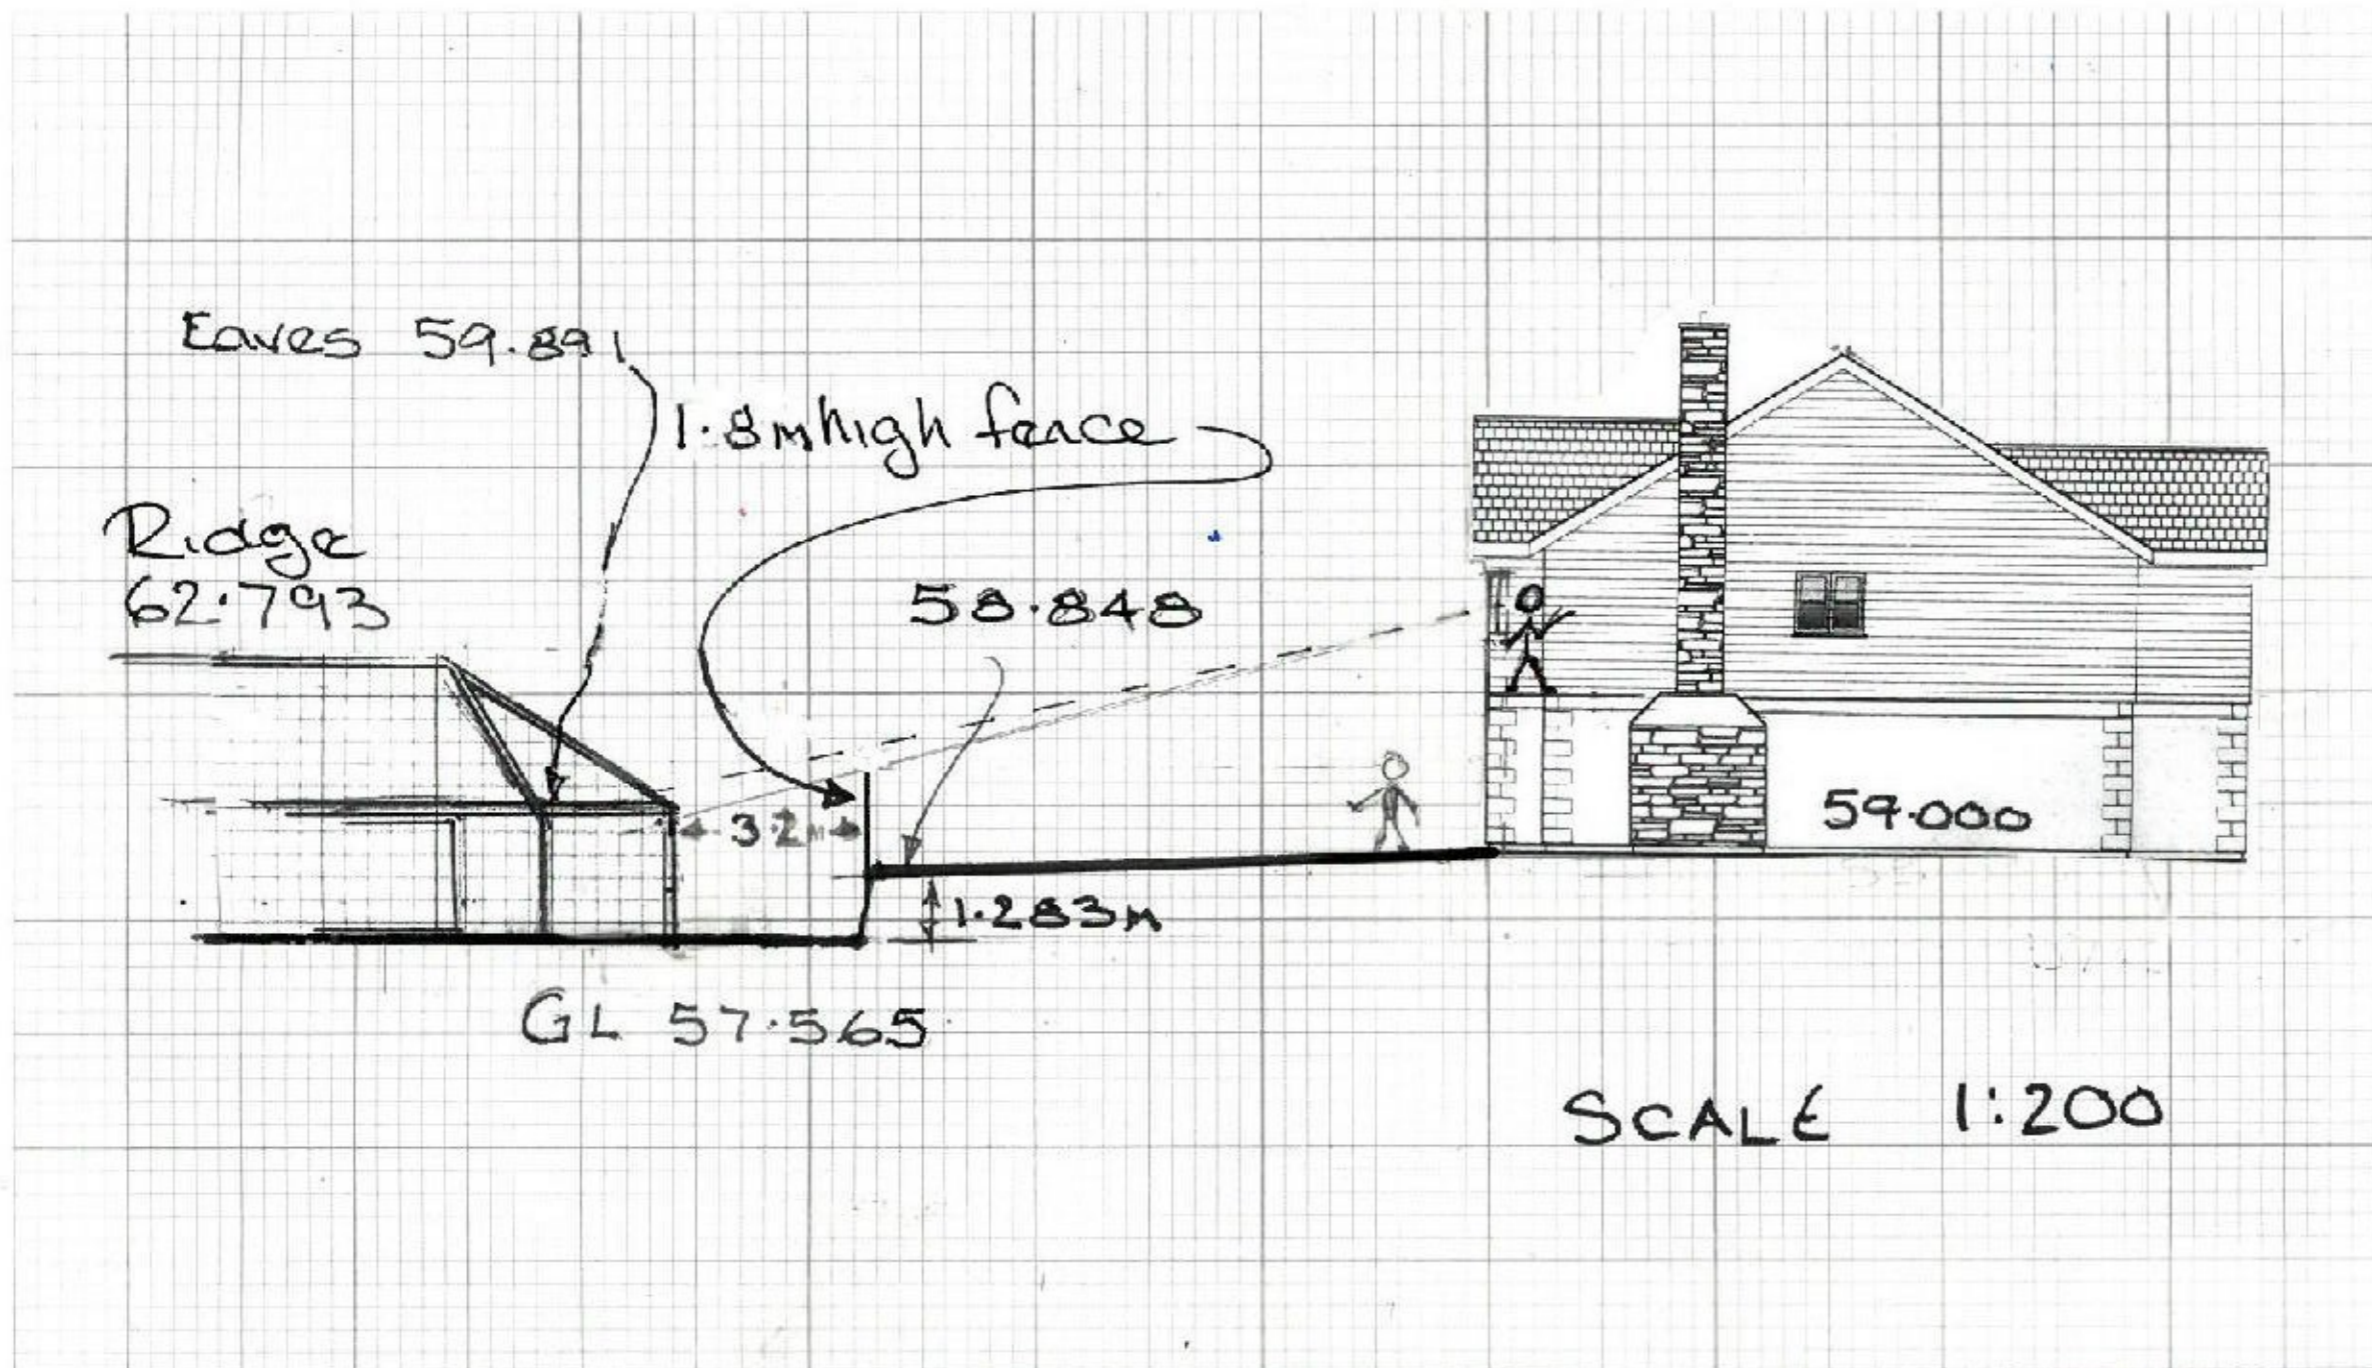 Eaves 59.891
1.8m high fence
Ridge
62.793
58.848
3.2m
59.000
1.283m
GL 57.565
SCALE 1:200